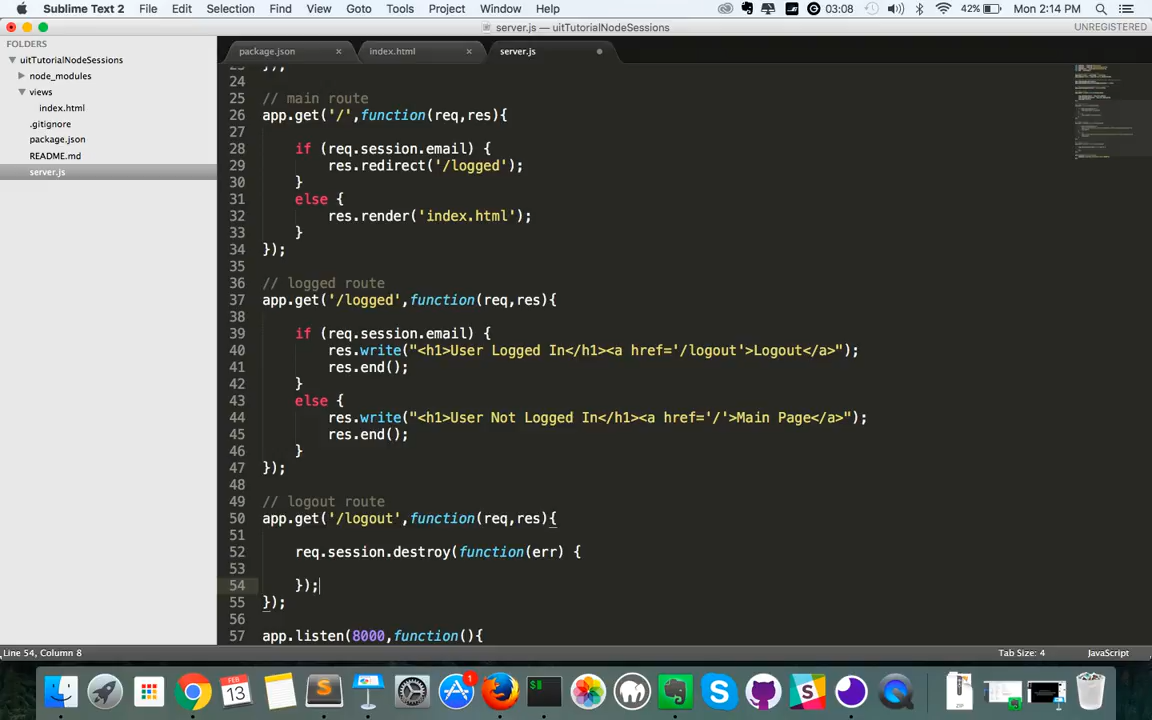 Sublime Text 2 File Edit Selection Find View Goto Tools Project Window Help 03:08 42% Mon 2:14 PM
server.js — uitTutorialNodeSessions UNREGISTERED
FOLDERS
uitTutorialNodeSessions
node_modules
views
index.html
.gitignore
package.json
README.md
server.js
package.json × index.html × server.js
24
25 // main route
26 app.get('/',function(req,res){
27
28 if (req.session.email) {
29 res.redirect('/logged');
30 }
31 else {
32 res.render('index.html');
33 }
34 });
35
36 // logged route
37 app.get('/logged',function(req,res){
38
39 if (req.session.email) {
40 res.write("<h1>User Logged In</h1><a href='/logout'>Logout</a>");
41 res.end();
42 }
43 else {
44 res.write("<h1>User Not Logged In</h1><a href='/'>Main Page</a>");
45 res.end();
46 }
47 });
48
49 // logout route
50 app.get('/logout',function(req,res){
51
52 req.session.destroy(function(err) {
53
54 });
55 });
56
57 app.listen(8000,function(){
Line 54, Column 8 Tab Size: 4 JavaScript
FEB
13
1
ZIP